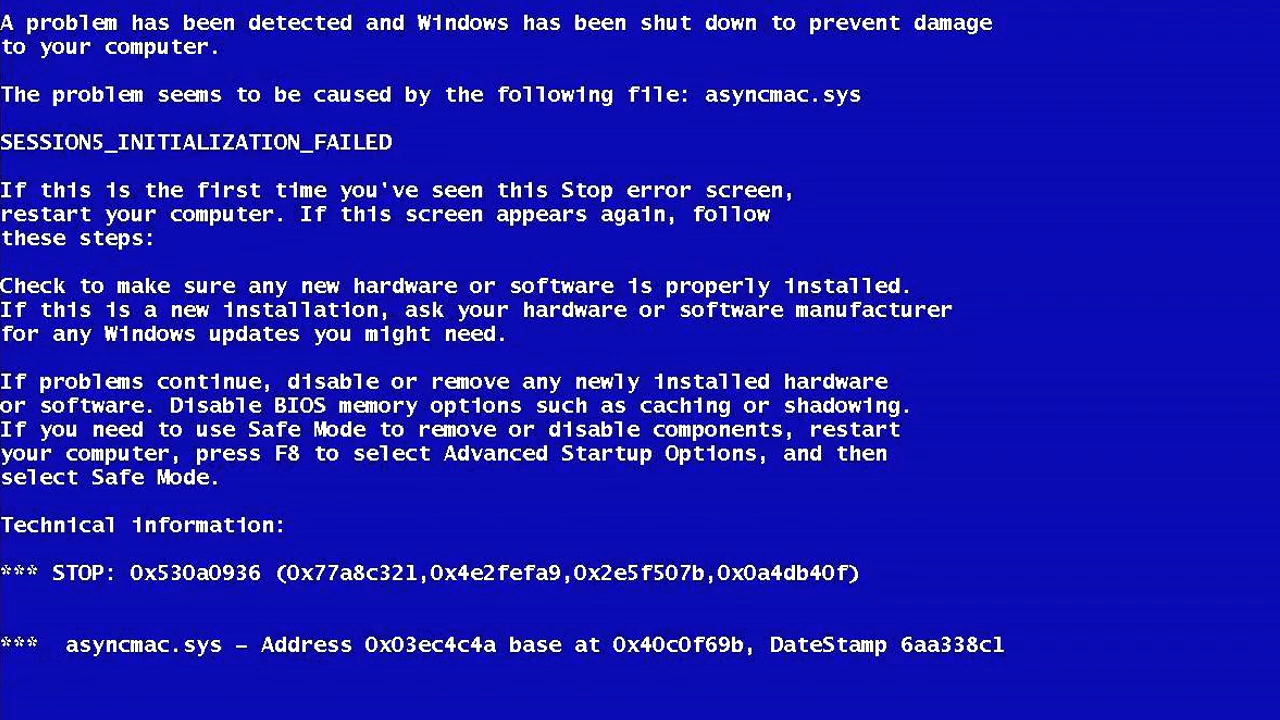 A problem has been detected and Windows has been shut down to prevent damage
to your computer.
The problem seems to be caused by the following file: asyncmac.sys
SESSION5_INITIALIZATION_FAILED
If this is the first time you've seen this Stop error screen,
restart your computer. If this screen appears again, follow
these steps:
Check to make sure any new hardware or software is properly installed.
If this is a new installation, ask your hardware or software manufacturer
for any Windows updates you might need.
If problems continue, disable or remove any newly installed hardware
or software. Disable BIOS memory options such as caching or shadowing.
If you need to use Safe Mode to remove or disable components, restart
your computer, press F8 to select Advanced Startup Options, and then
select Safe Mode.
Technical information:
*** STOP: 0x530a0936 (0x77a8c321,0x4e2fefa9,0x2e5f507b,0x0a4db40f)
***  asyncmac.sys – Address 0x03ec4c4a base at 0x40c0f69b, DateStamp 6aa338c1